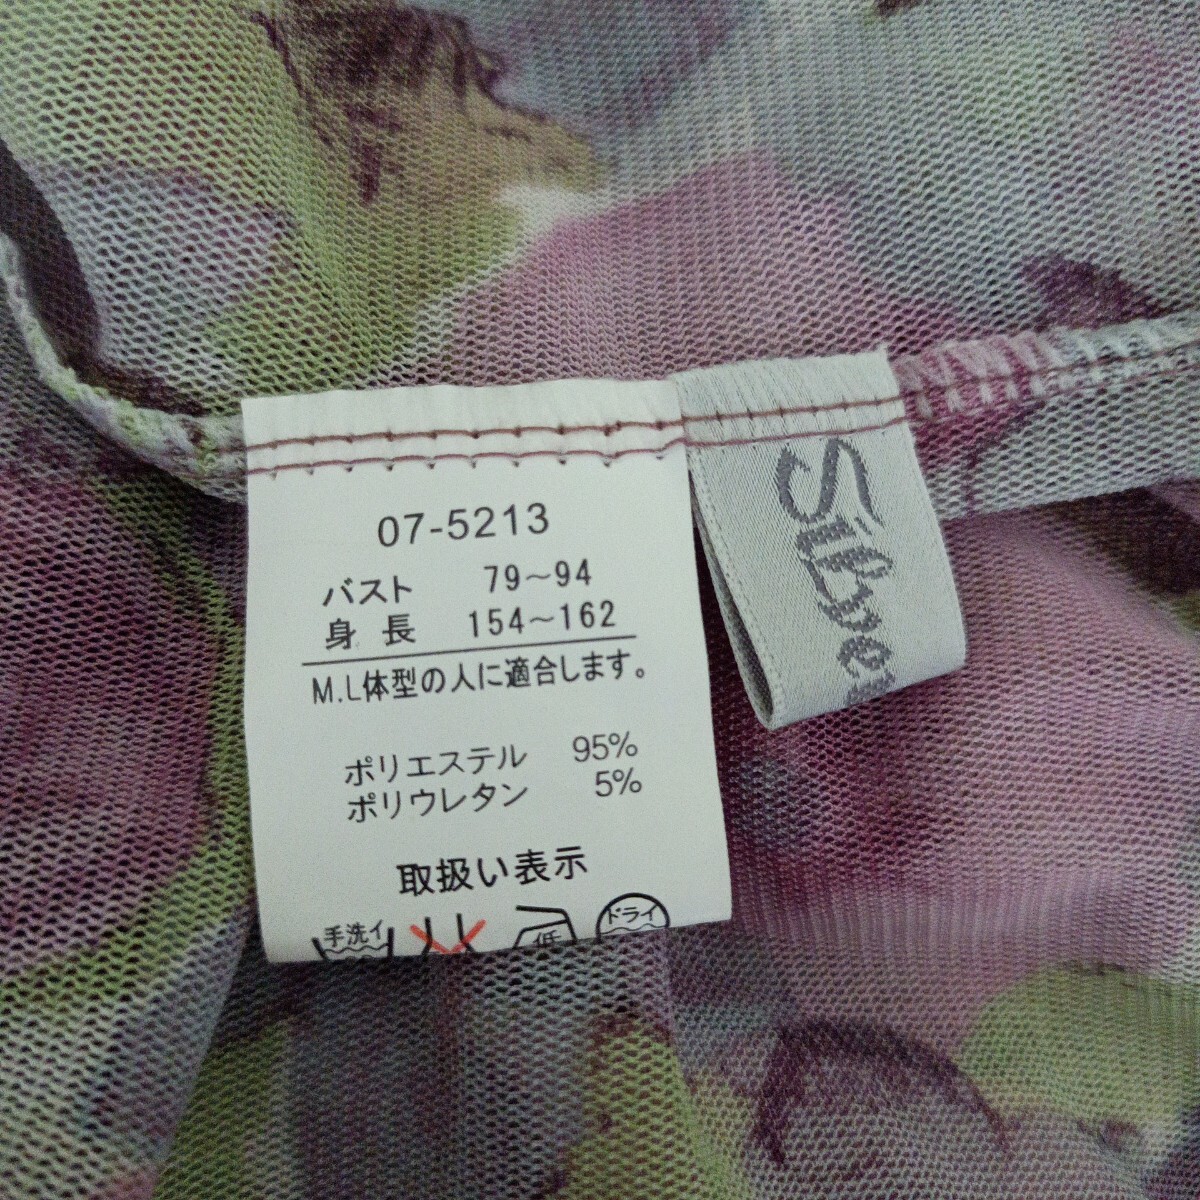 07-5213
バスト 79～94
身 長 154～162
M.L体型の人に適合します。
ポリエステル 95%
ポリウレタン 5%
取扱い表示
手洗イ 低 ドライ